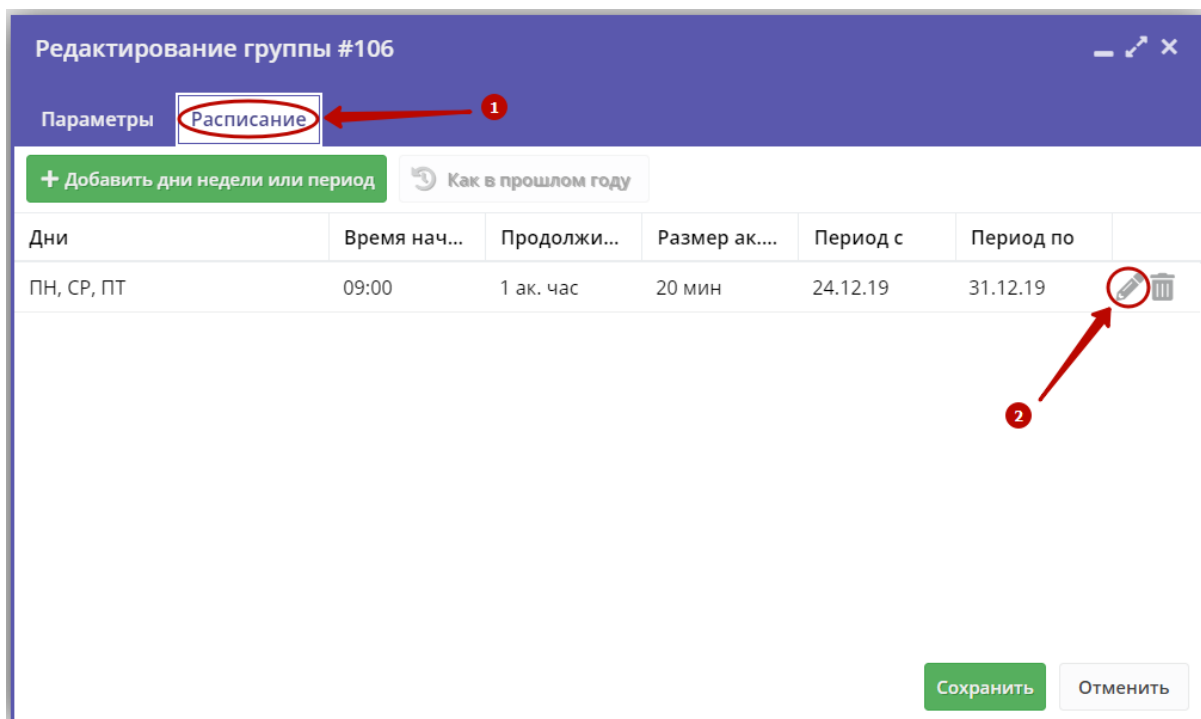 Редактирование группы #106
Параметры Расписание 1
Добавить дни недели или период Как в прошлом году
Дни Время нач... Продолжи... Размер ак.... Период с Период по
ПН, СР, ПТ 09:00 1 ак. час 20 мин 24.12.19 31.12.19
2
Сохранить Отменить